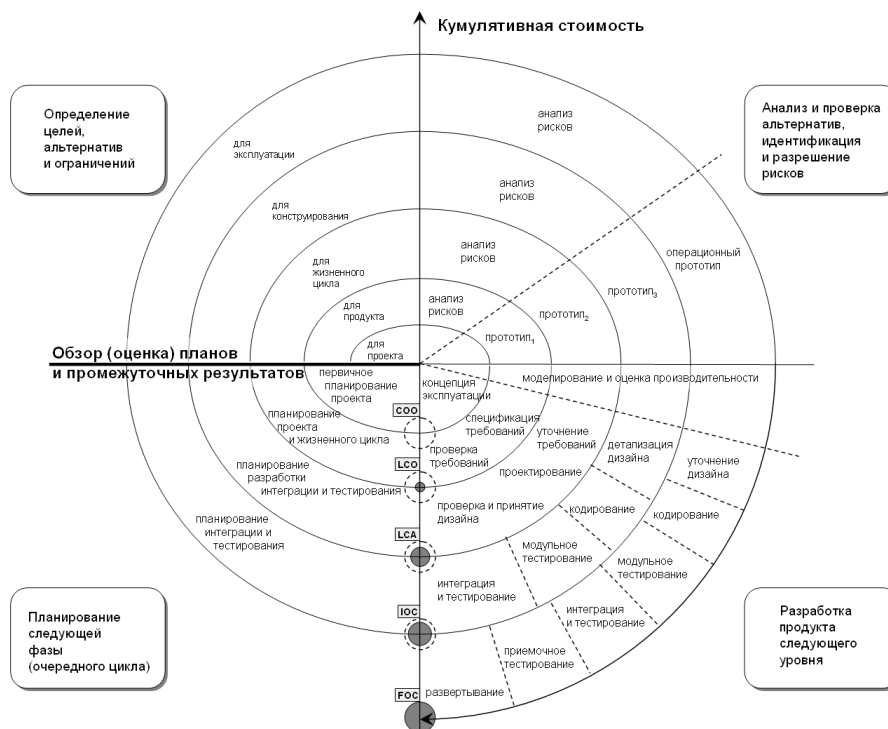 Кумулятивная стоимость
Определение
целей,
альтернатив
и ограничений
Анализ и проверка
альтернатив,
идентификация
и разрешение
рисков
анализ
рисков
для
эксплуатации
анализ
рисков
для
конструирования
анализ
рисков
операционный
прототип
для
жизненного
цикла
прототип3
анализ
рисков
для
продукта
прототип2
прототип1
для
проекта
Обзор (оценка) планов
и промежуточных результатов
первичное
планирование
проекта
концепция
эксплуатации
моделирование и оценка производительности
COO
планирование
проекта
и жизненного цикла
спецификация
требований
уточнение
требований
детапизация
дизайна
уточнение
дизайна
LCO
проверка
требований
планирование
разработки
интеграции и тестирования
проектирование
проверка и принятие
дизайна
кодирование
кодирование
планирование
интеграции и
тестирования
LCA
модульное
тестирование
модульное
тестирование
интеграция
и тестирование
IOC
интеграция
и тестирование
Планирование
следующей
фазы
(очередного цикла)
Разработка
продукта
следующего
уровня
приемочное
тестирование
FOC
развертывание